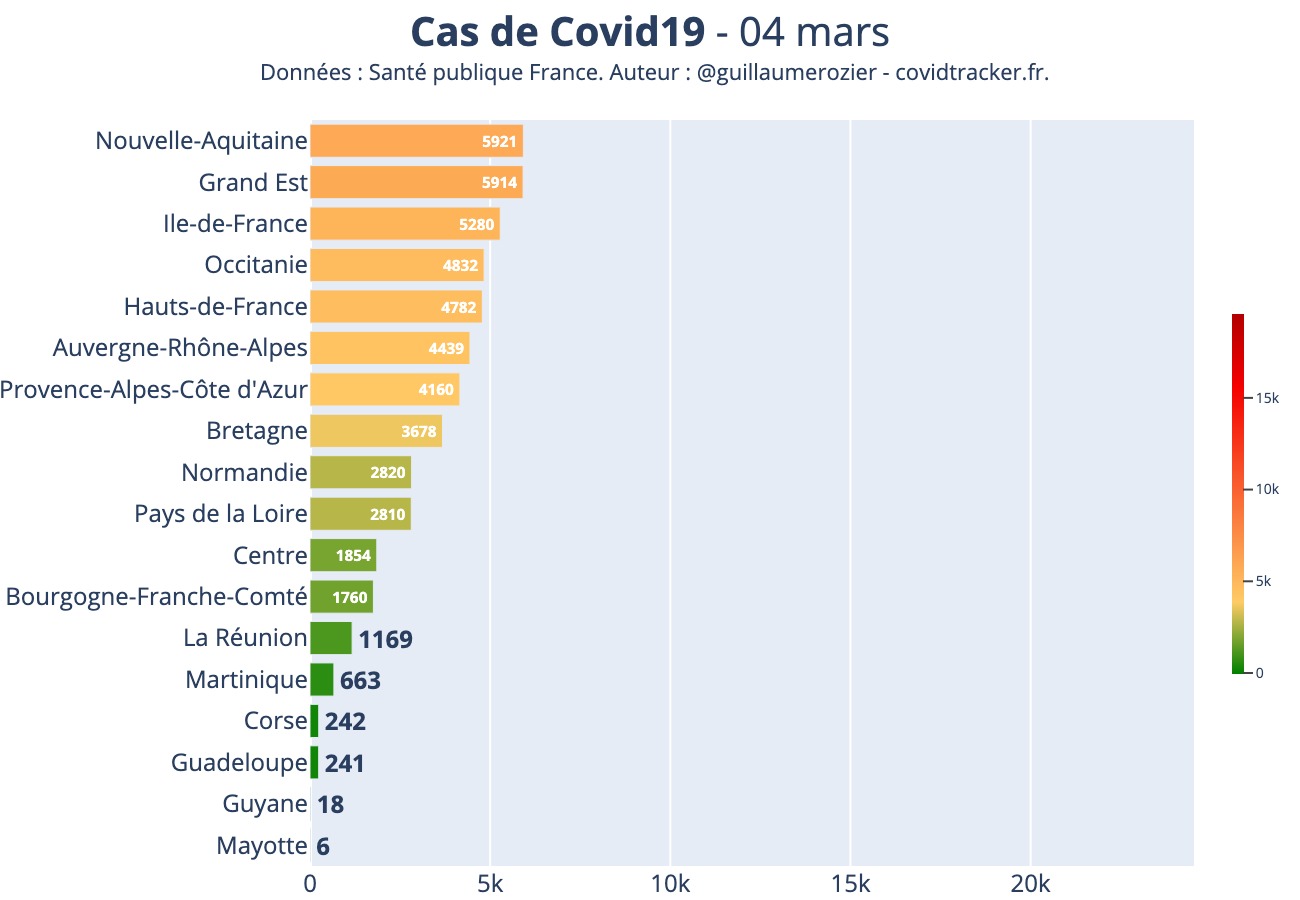 Cas de Covid19 - 04 mars
Données : Santé publique France. Auteur : @guillaumerozier - covidtracker.fr.
Nouvelle-Aquitaine 5921
Grand Est 5914
Ile-de-France 5280
Occitanie 4832
Hauts-de-France 4782
Auvergne-Rhône-Alpes 4439
Provence-Alpes-Côte d'Azur 4160
Bretagne 3678
Normandie 2820
Pays de la Loire 2810
Centre 1854
Bourgogne-Franche-Comté 1760
La Réunion 1169
Martinique 663
Corse 242
Guadeloupe 241
Guyane 18
Mayotte 6
0 5k 10k 15k 20k
15k
10k
5k
0